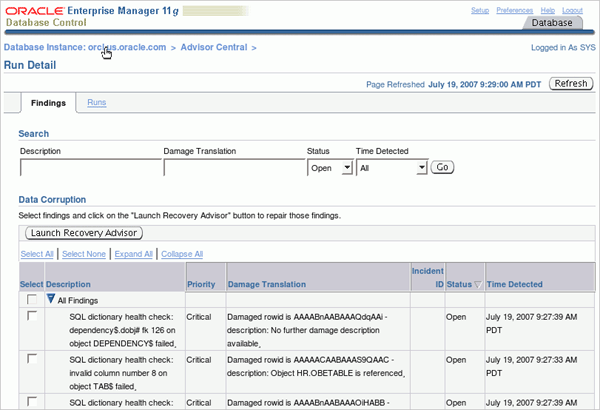 ORACLE Enterprise Manager 11g
Database Control
Setup Preferences Help Logout
Database
Database Instance: orcl.us.oracle.com > Advisor Central >
Logged in As SYS
Run Detail
Page Refreshed July 19, 2007 9:29:00 AM PDT Refresh
Findings Runs
Search
Description Damage Translation Status Time Detected
Open All Go
Data Corruption
Select findings and click on the "Launch Recovery Advisor" button to repair those findings.
Launch Recovery Advisor
Select All | Select None | Expand All | Collapse All
Incident
Select Description Priority Damage Translation ID Status Time Detected
All Findings
SQL dictionary health check: Critical Damaged rowid is AAAABnAABAAAQdqAAi - Open July 19, 2007 9:27:39 AM
dependency$.dobj# fk 126 on description: No further damage description PDT
object DEPENDENCY$ failed, available,
SQL dictionary health check: Critical Damaged rowid is AAAAACAABAAAS9QAAC - Open July 19, 2007 9:27:33 AM
invalid column number 8 on description: Object HR.OBETABLE is referenced, PDT
object TAB$ failed,
SQL dictionary health check: Critical Damaged rowid is AAAABnAABAAAOiHABB - Open July 19, 2007 9:27:39 AM